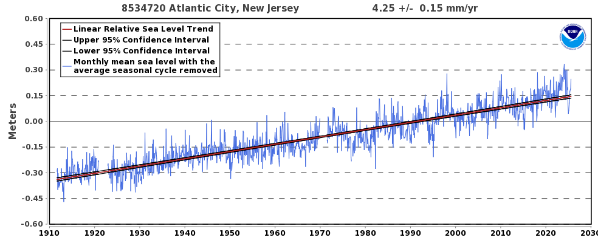 8534720 Atlantic City, New Jersey 4.25 +/- 0.15 mm/yr
Linear Relative Sea Level Trend
Upper 95% Confidence Interval
Lower 95% Confidence Interval
Monthly mean sea level with the
average seasonal cycle removed
Meters
0.60
0.45
0.30
0.15
0.00
-0.15
-0.30
-0.45
-0.60
1910 1920 1930 1940 1950 1960 1970 1980 1990 2000 2010 2020 2030